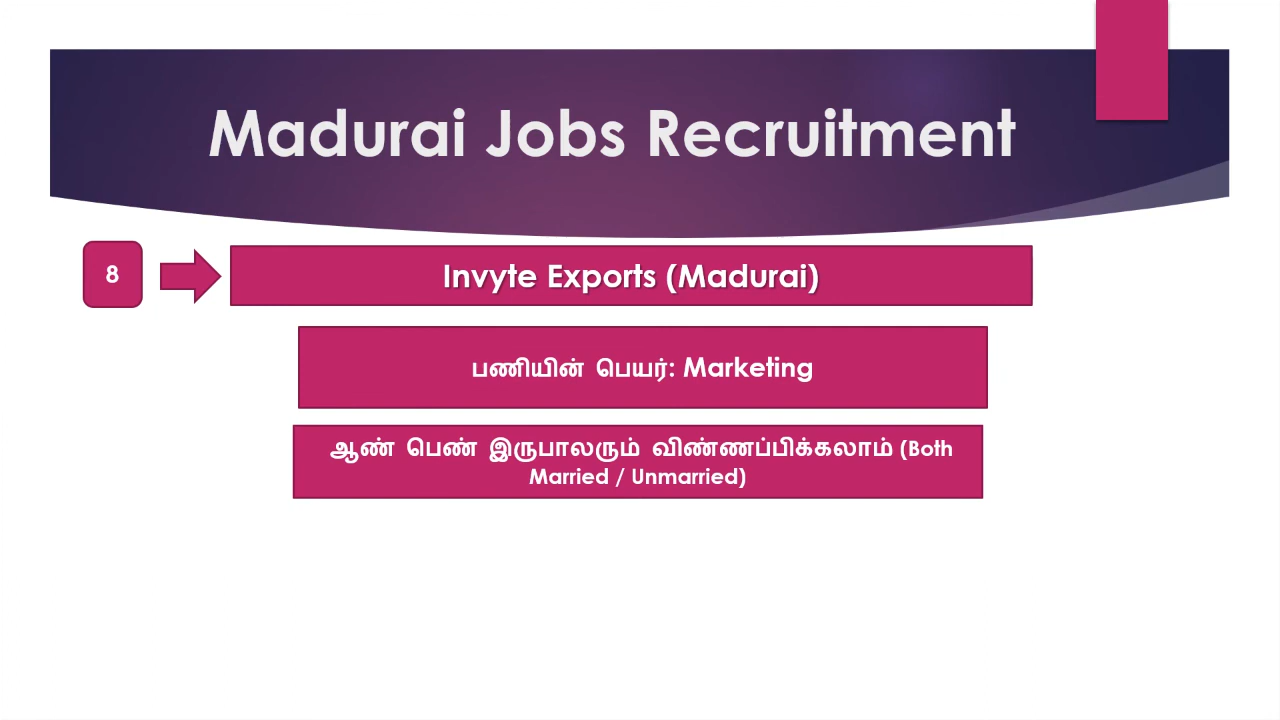 Madurai Jobs Recruitment
8
Invyte Exports (Madurai)
பணியின் பெயர்: Marketing
ஆண் பெண் இருபாலரும் விண்ணப்பிக்கலாம் (Both
Married / Unmarried)